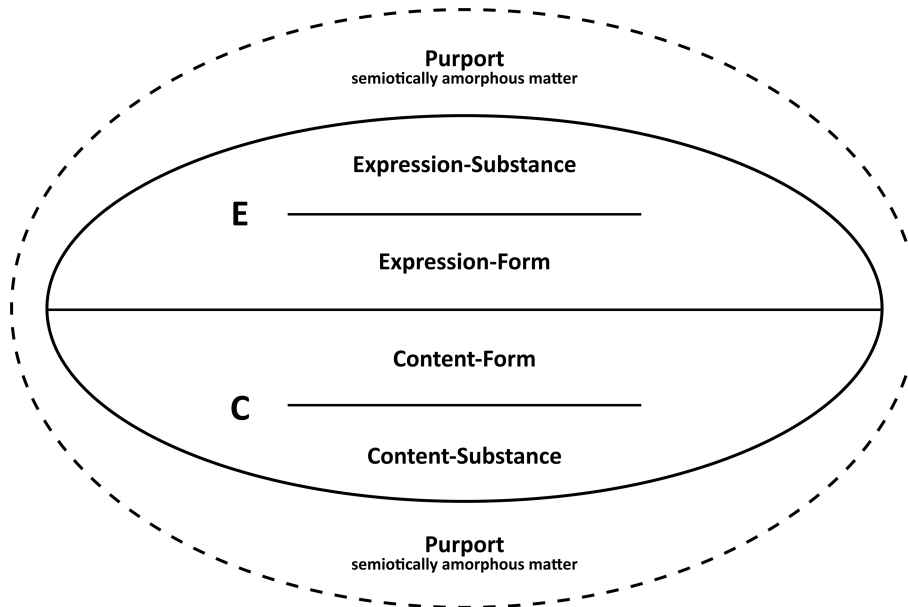 Purport
semiotically amorphous matter
Expression-Substance
E
Expression-Form
Content-Form
C
Content-Substance
Purport
semiotically amorphous matter